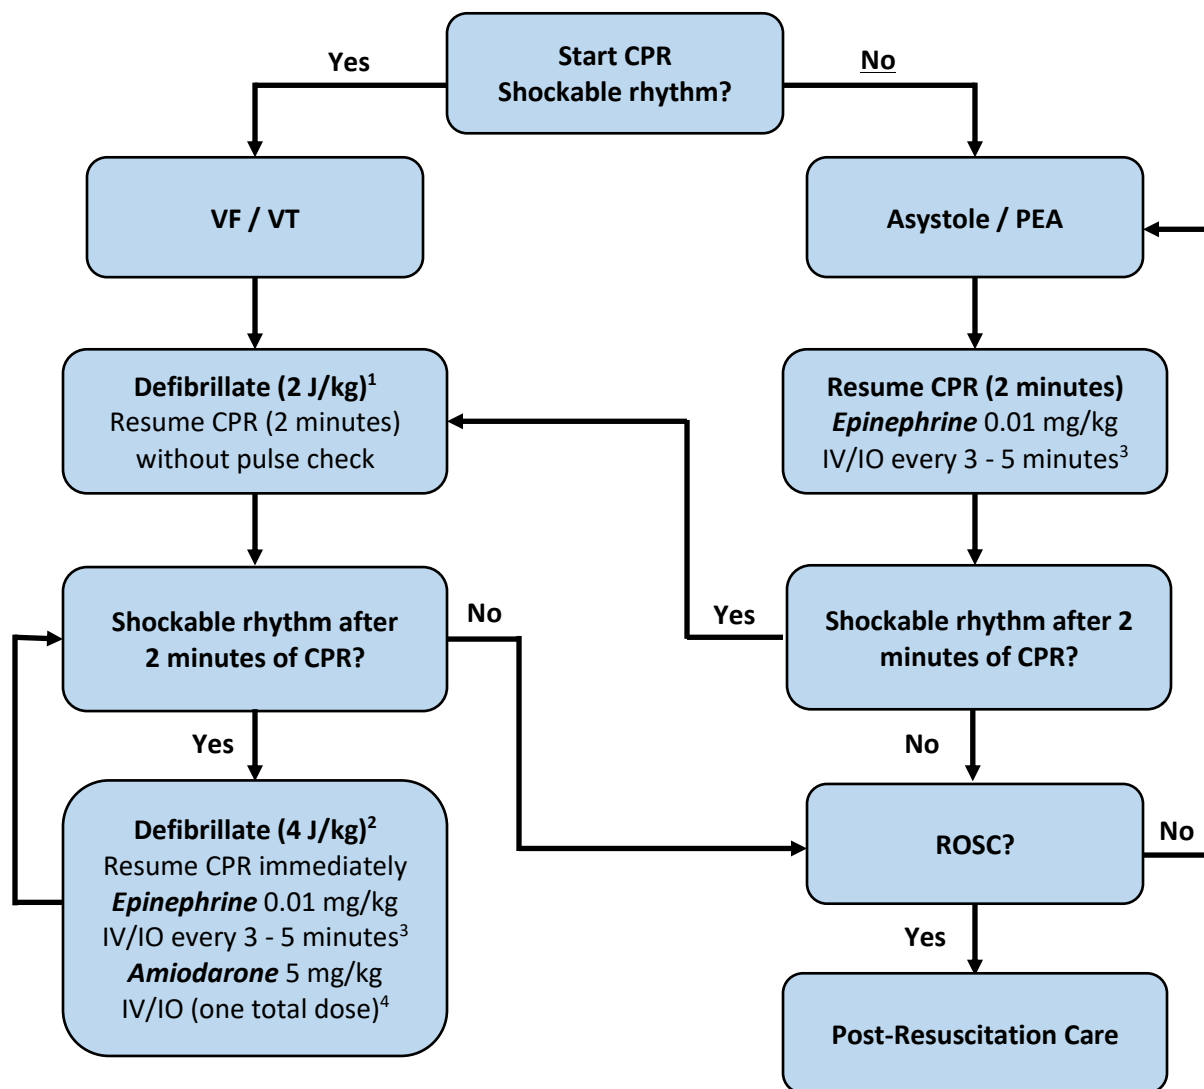 Start CPR
Shockable rhythm?
Yes
No
VF / VT
Asystole / PEA
Defibrillate (2 J/kg)1
Resume CPR (2 minutes)
without pulse check
Resume CPR (2 minutes)
Epinephrine 0.01 mg/kg
IV/IO every 3 - 5 minutes3
Shockable rhythm after
2 minutes of CPR?
No
Yes
Shockable rhythm after 2
minutes of CPR?
Yes
No
Defibrillate (4 J/kg)2
Resume CPR immediately
Epinephrine 0.01 mg/kg
IV/IO every 3 - 5 minutes3
Amiodarone 5 mg/kg
IV/IO (one total dose)4
ROSC?
No
Yes
Post-Resuscitation Care